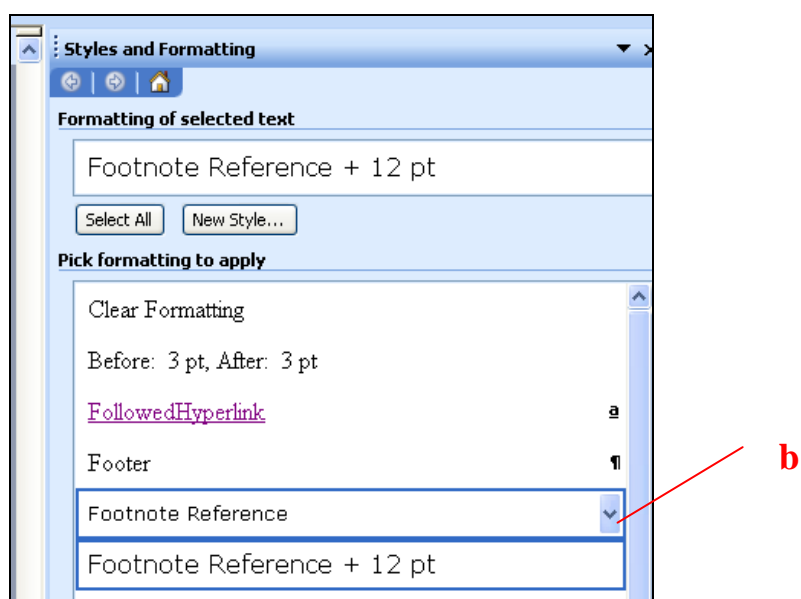 Styles and Formatting
Formatting of selected text
Footnote Reference + 12 pt
Select All New Style...
Pick formatting to apply
Clear Formatting
Before: 3 pt, After: 3 pt
FollowedHyperlink a
Footer ¶
b
Footnote Reference
Footnote Reference + 12 pt